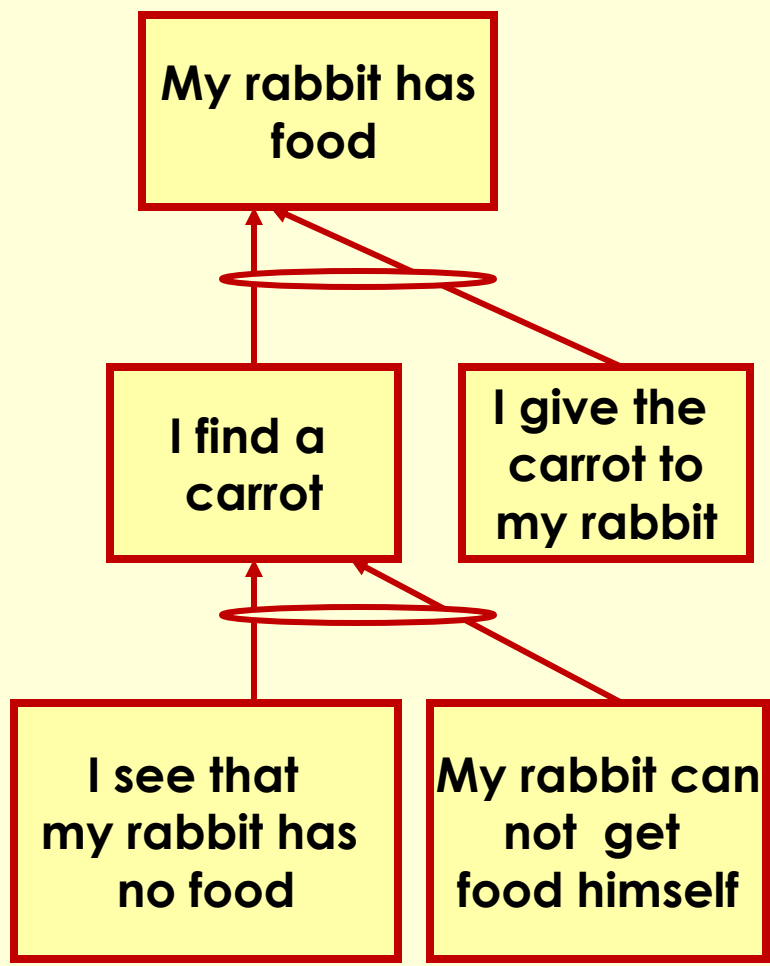 My rabbit has
food
I find a
carrot
I give the
carrot to
my rabbit
I see that
my rabbit has
no food
My rabbit can
not get
food himself